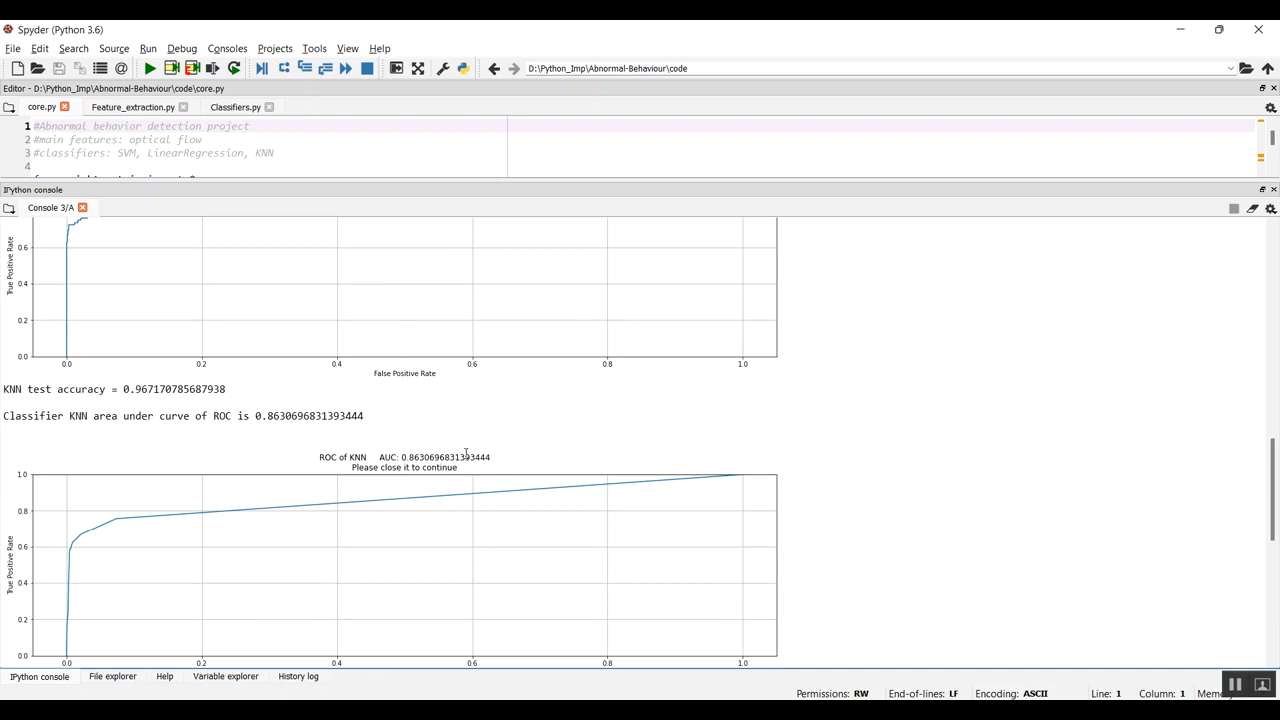 Spyder (Python 3.6)
File Edit Search Source Run Debug Consoles Projects Tools View Help
D:\Python_Imp\Abnormal-Behaviour\code
Editor - D:\Python_Imp\Abnormal-Behaviour\code\core.py
core.py Feature_extraction.py Classifiers.py
1 #Abnormal behavior detection project
2 #main features: optical flow
3 #classifiers: SVM, LinearRegression, KNN
4
IPython console
Console 3/A
0.6
0.4
0.2
0.0
True Positive Rate
0.0 0.2 0.4 0.6 0.8 1.0
False Positive Rate
KNN test accuracy = 0.967170785687938
Classifier KNN area under curve of ROC is 0.8630696831393444
ROC of KNN AUC: 0.8630696831393444
Please close it to continue
1.0
0.8
0.6
0.4
0.2
0.0
True Positive Rate
0.0 0.2 0.4 0.6 0.8 1.0
IPython console File explorer Help Variable explorer History log
Permissions: RW End-of-lines: LF Encoding: ASCII Line: 1 Column: 1